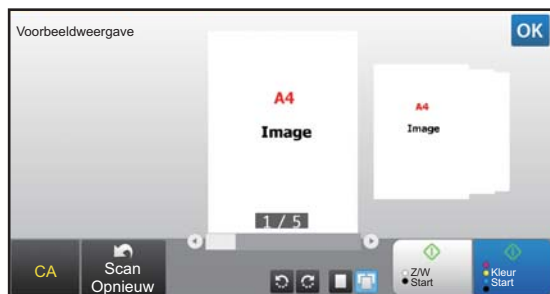 Voorbeeldweergave
OK
A4
Image
A4
Image
1 / 5
CA
Scan
Opnieuw
Z/W
Start
Kleur
Start